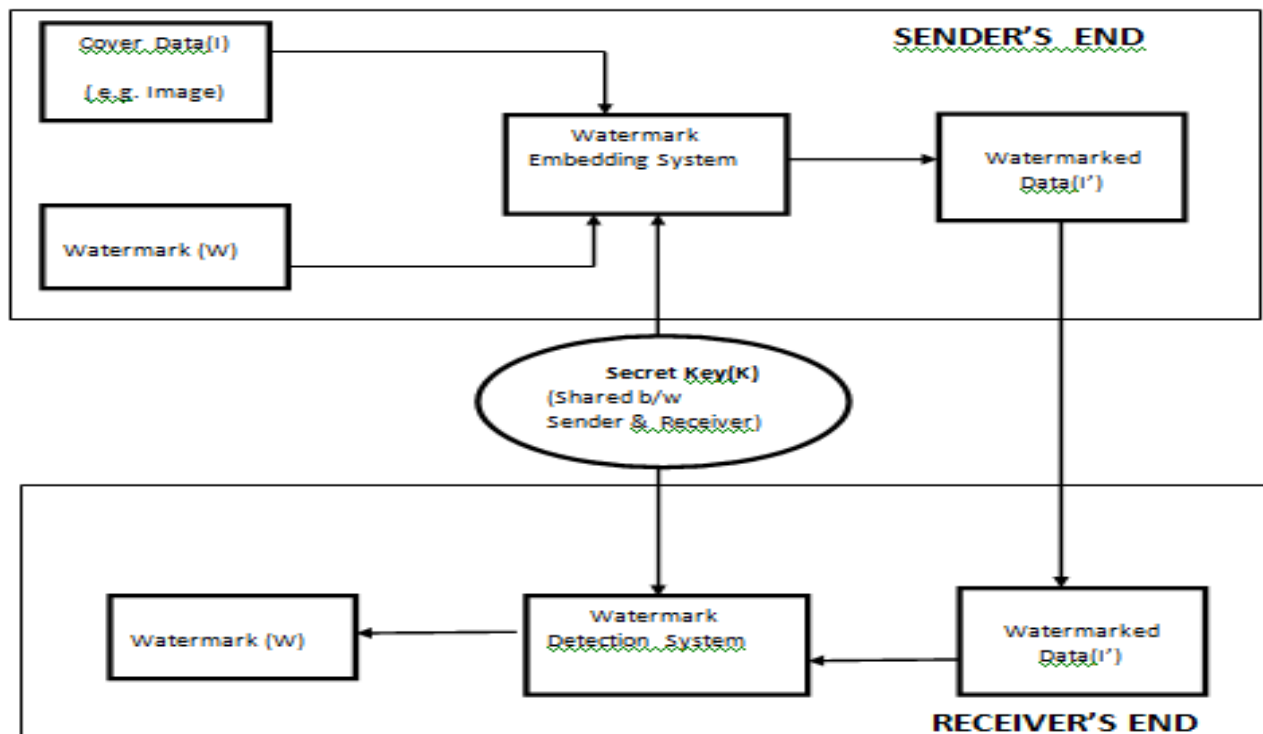 Cover Data(I)
(e.g. Image)
SENDER'S END
Watermark
Embedding System
Watermarked
Data(I')
Watermark (W)
Secret Key(K)
(Shared b/w
Sender & Receiver)
Watermark (W)
Watermark
Detection System
Watermarked
Data(I')
RECEIVER'S END